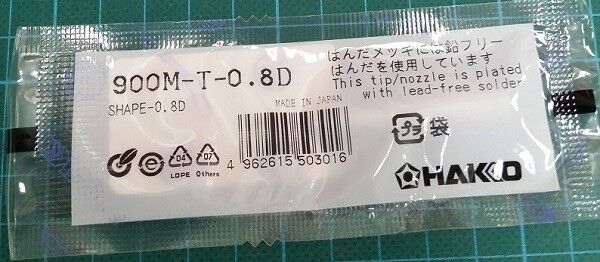 はんだメッキには鉛フリー
はんだを使用しています
This tip/nozzle is plated
with lead-free solder
900M-T-0.8D
SHAPE-0.8D
MADE IN JAPAN
プラ 袋
04 07
LDPE Others
4 962615 503016
HAKKO